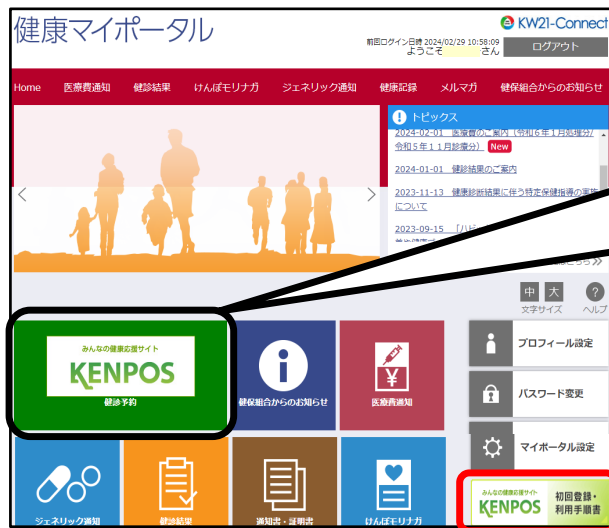 健康マイポータル
KW21-Connect
前回ログイン日時 2024/02/29 10:58:09
ようこそ さん
ログアウト
Home 医療費通知 健診結果 けんぽモリナガ ジェネリック通知 健康記録 メルマガ 健保組合からのお知らせ
トピックス
2024-02-01 医療費のご案内(令和6年1月処理分/
令和5年11月診療分) New
2024-01-01 健診結果のご案内
2023-11-13 健康診断結果に伴う特定保健指導の実施
について
2023-09-15
中 大 ?
文字サイズ ヘルプ
みんなの健康応援サイト
KENPOS
健診予約
健保組合からのお知らせ
¥
医療費通知
プロフィール設定
パスワード変更
マイポータル設定
ジェネリック通知
健診結果
通知書・証明書
けんぽモリナガ
みんなの健康応援サイト
KENPOS
初回登録・
利用手順書